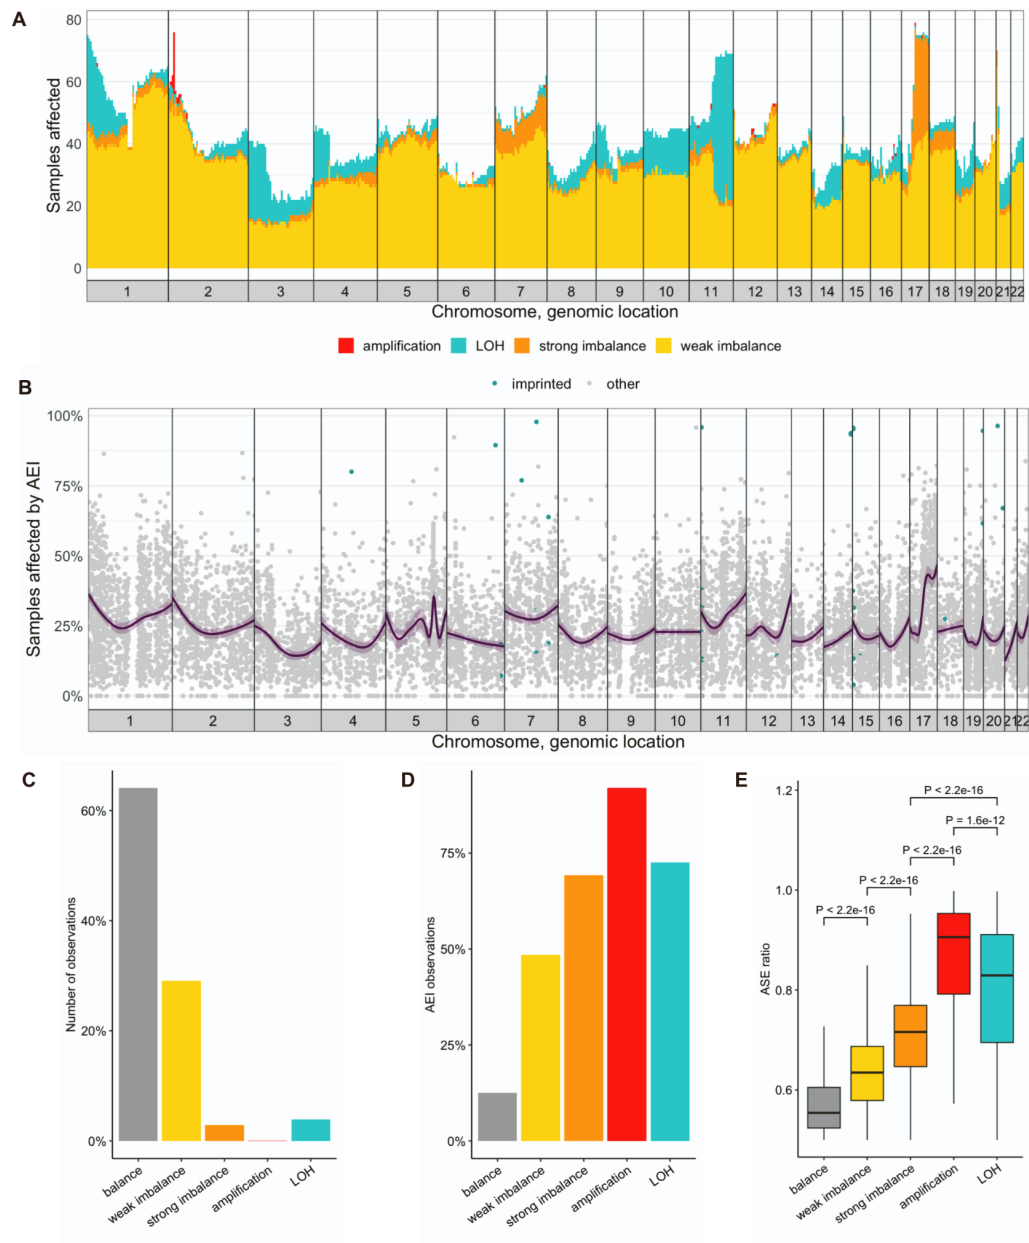 A
Samples affected
80
60
40
20
0
1 2 3 4 5 6 7 8 9 10 11 12 13 14 15 16 17 18 19 20 21 22
Chromosome, genomic location
amplification LOH strong imbalance weak imbalance
B
imprinted other
Samples affected by AEI
100%
75%
50%
25%
0%
1 2 3 4 5 6 7 8 9 10 11 12 13 14 15 16 17 18 19 20 21 22
Chromosome, genomic location
C
Number of observations
60%
40%
20%
0%
balance
weak imbalance
strong imbalance
amplification
LOH
D
AEI observations
75%
50%
25%
0%
balance
weak imbalance
strong imbalance
amplification
LOH
E
ASE ratio
1.2
1.0
0.8
0.6
P < 2.2e-16
P = 1.6e-12
P < 2.2e-16
P < 2.2e-16
P < 2.2e-16
balance
weak imbalance
strong imbalance
amplification
LOH